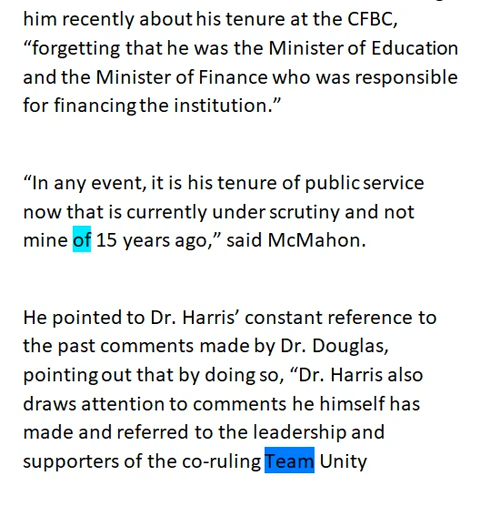 him recently about his tenure at the CFBC,
“forgetting that he was the Minister of Education
and the Minister of Finance who was responsible
for financing the institution.”
“In any event, it is his tenure of public service
now that is currently under scrutiny and not
mine of 15 years ago,” said McMahon.
He pointed to Dr. Harris’ constant reference to
the past comments made by Dr. Douglas,
pointing out that by doing so, “Dr. Harris also
draws attention to comments he himself has
made and referred to the leadership and
supporters of the co-ruling Team Unity